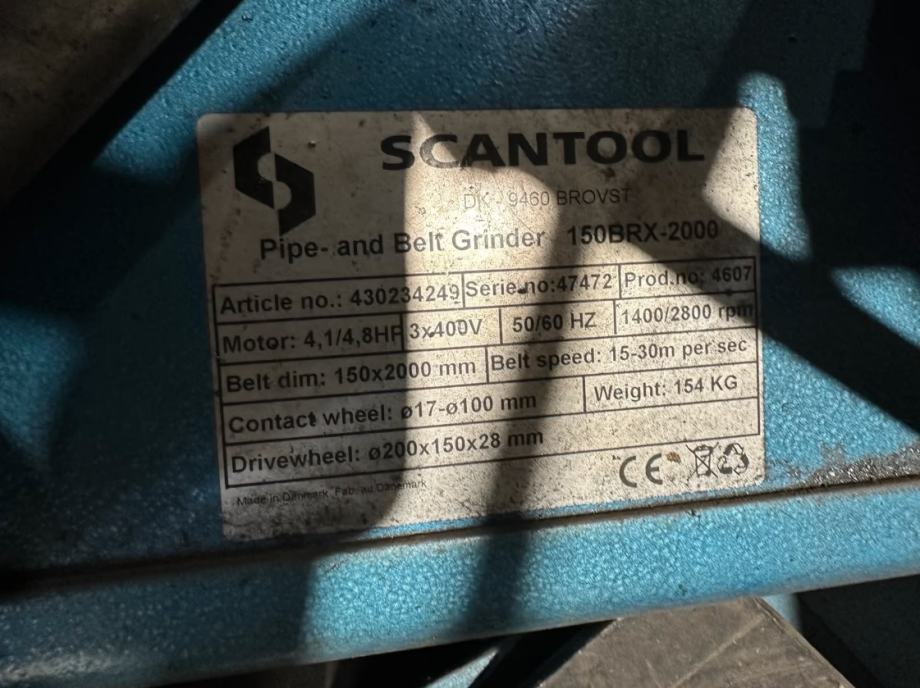 SCANTOOL
DK - 9460 BROVST
Pipe- and Belt Grinder 150BRX-2000
Article no.: 430234249 Serie no:47472 Prod.no: 4607
Motor: 4,1/4,8HP 3x400V 50/60 HZ 1400/2800 rpm
Belt dim: 150x2000 mm Belt speed: 15-30m per sec
Contact wheel: ø17-ø100 mm Weight: 154 KG
Drivewheel: ø200x150x28 mm
CE
Made in Danmark Fab. au Danemark